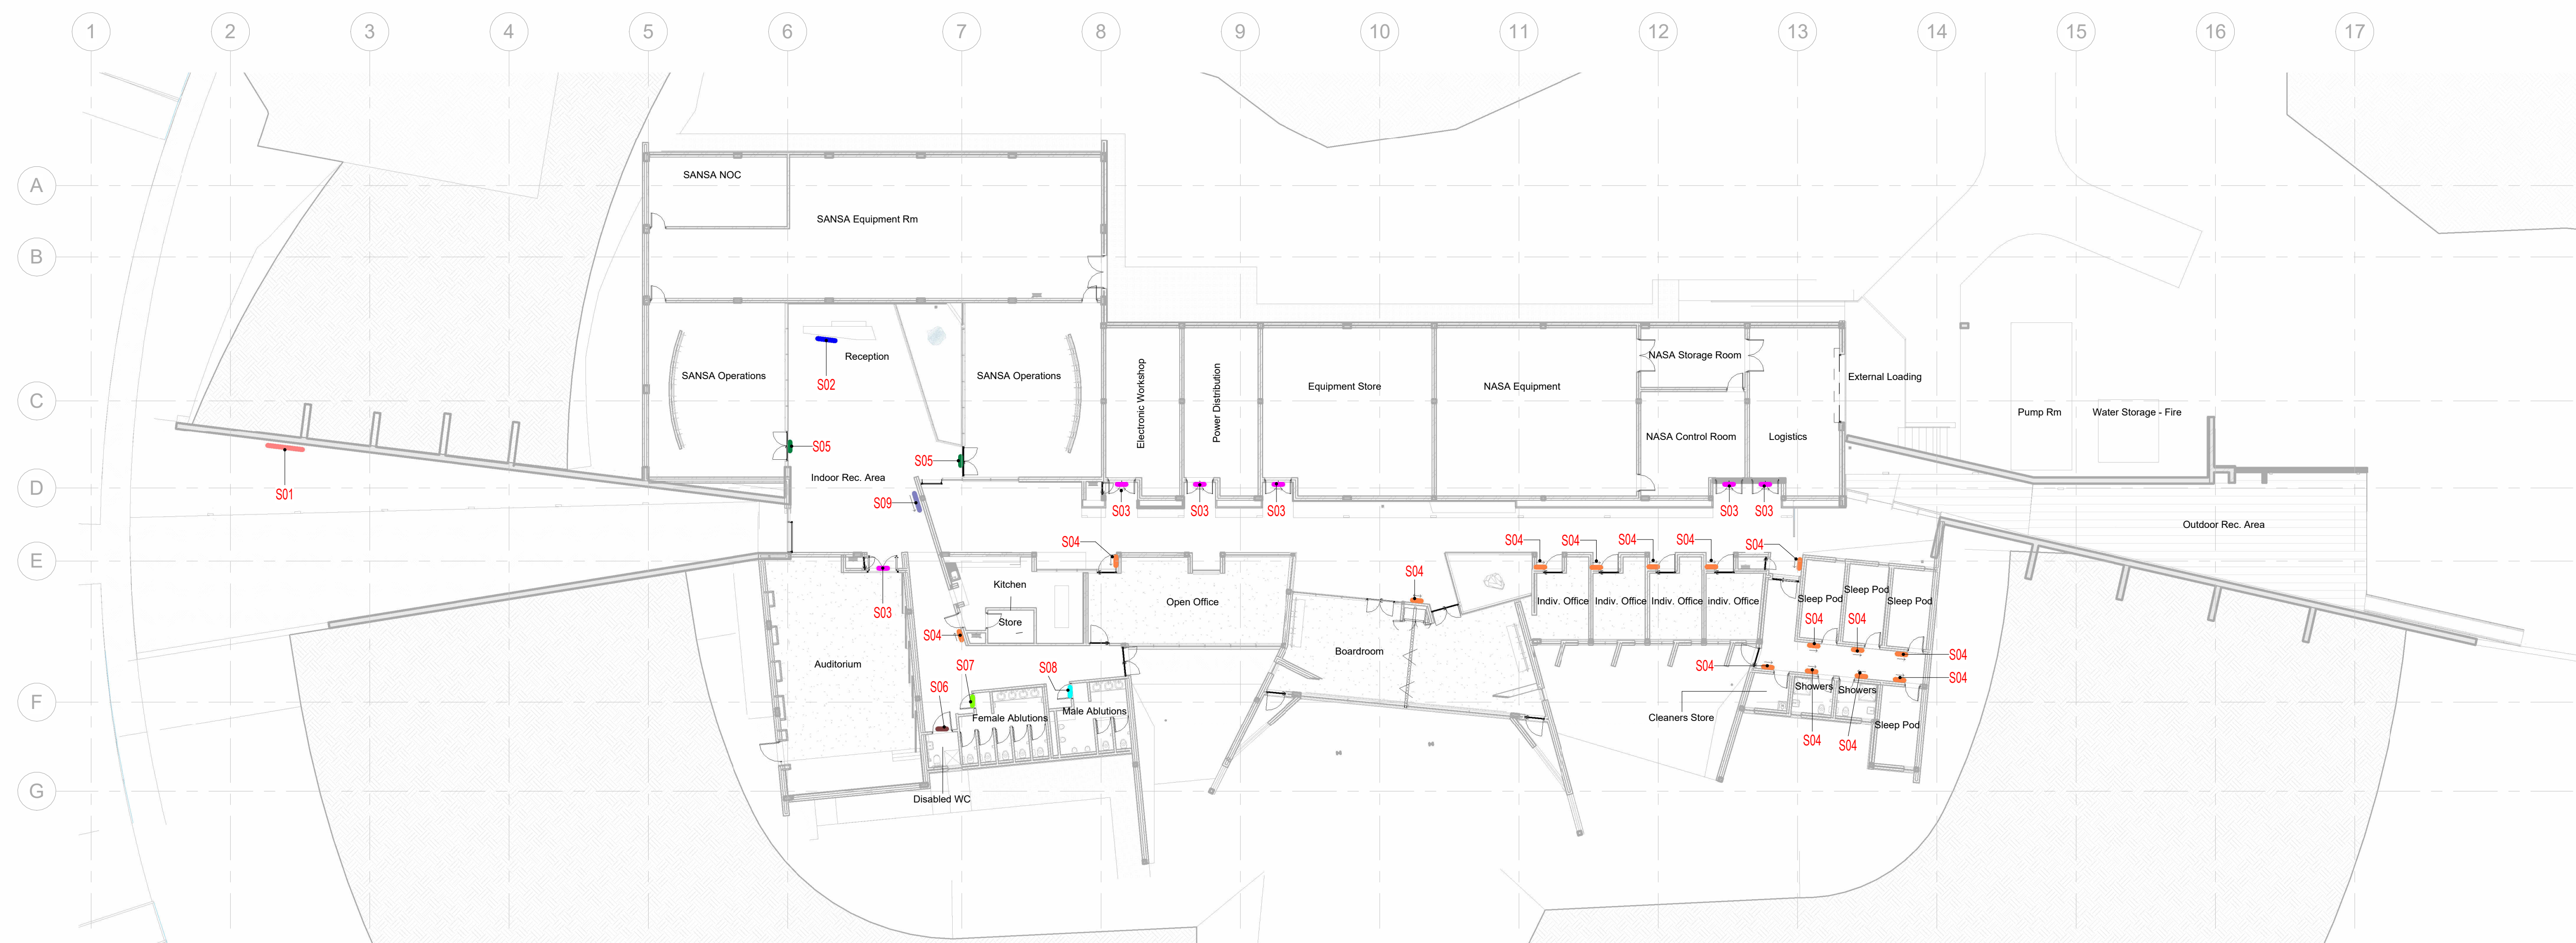 1
2
3
4
5
6
7
8
9
10
11
12
13
14
15
16
17
A
SANSA NOC
SANSA Equipment Rm
B
Reception
NASA Storage Room
SANSA Operations
SANSA Operations
External Loading
S02
Equipment Store
NASA Equipment
C
Electronic Workshop
Power Distribution
Pump Rm
Water Storage - Fire
NASA Control Room
Logistics
S05
S05
Indoor Rec. Area
D
S01
S09
S03
S03
S03
S03
S03
Outdoor Rec. Area
S04
S04
S04
S04
S04
S04
E
S04
Kitchen
S03
Sleep Pod
Sleep Pod
Sleep Pod
Open Office
Indiv. Office
Indiv. Office
Indiv. Office
indiv. Office
Store
S04
S04
S04
Boardroom
S04
Auditorium
S07
S08
S04
S04
S06
Showers
Showers
F
Female Ablutions
Male Ablutions
Cleaners Store
Sleep Pod
S04
S04
G
Disabled WC